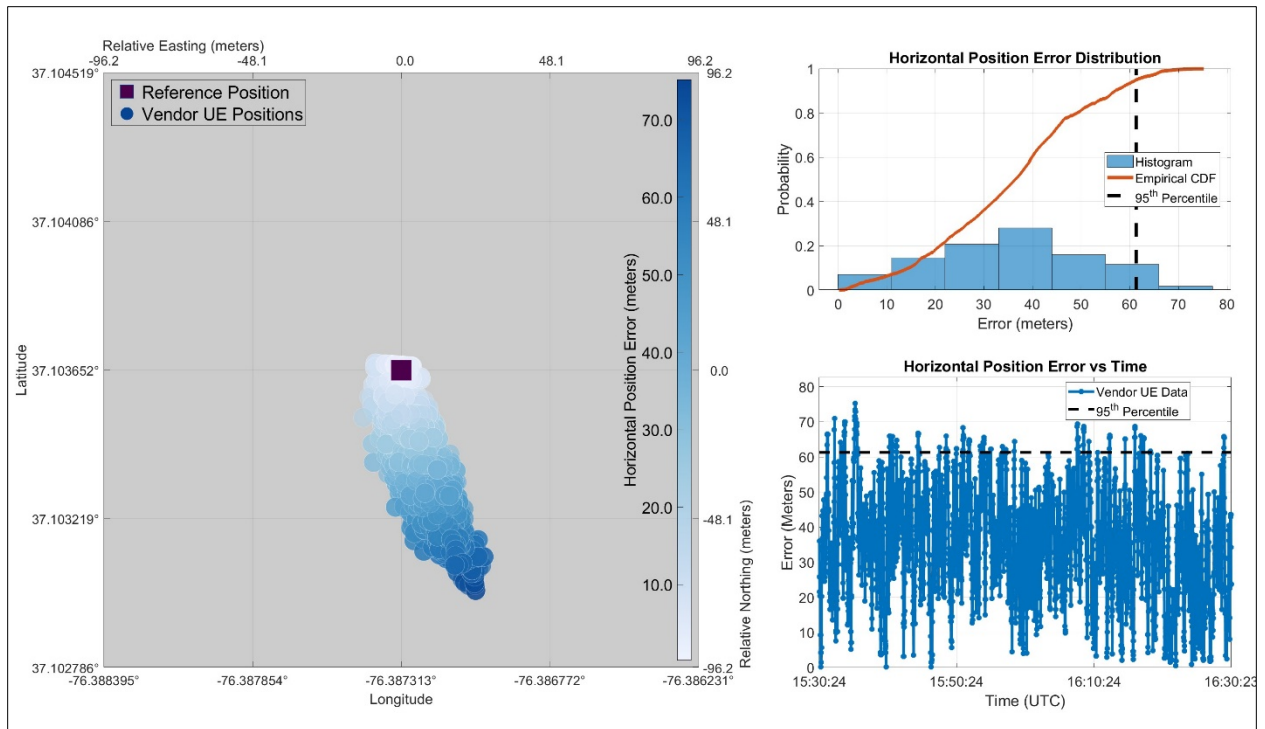 Relative Easting (meters)
-96.2 -48.1 0.0 48.1 96.2
37.104519° 96.2
Reference Position
Vendor UE Positions
70.0
60.0
37.104086° 48.1
50.0
40.0
37.103652° 0.0
30.0
20.0
37.103219° -48.1
10.0
37.102786° -96.2
Latitude
Horizontal Position Error (meters)
Relative Northing (meters)
-76.388395° -76.387854° -76.387313° -76.386772° -76.386231°
Longitude
Horizontal Position Error Distribution
1
0.8
0.6
0.4
0.2
0
Probability
Histogram
Empirical CDF
95th Percentile
0 10 20 30 40 50 60 70 80
Error (meters)
Horizontal Position Error vs Time
80
70
60
50
40
30
20
10
0
Error (Meters)
Vendor UE Data
95th Percentile
15:30:24 15:50:24 16:10:24 16:30:23
Time (UTC)